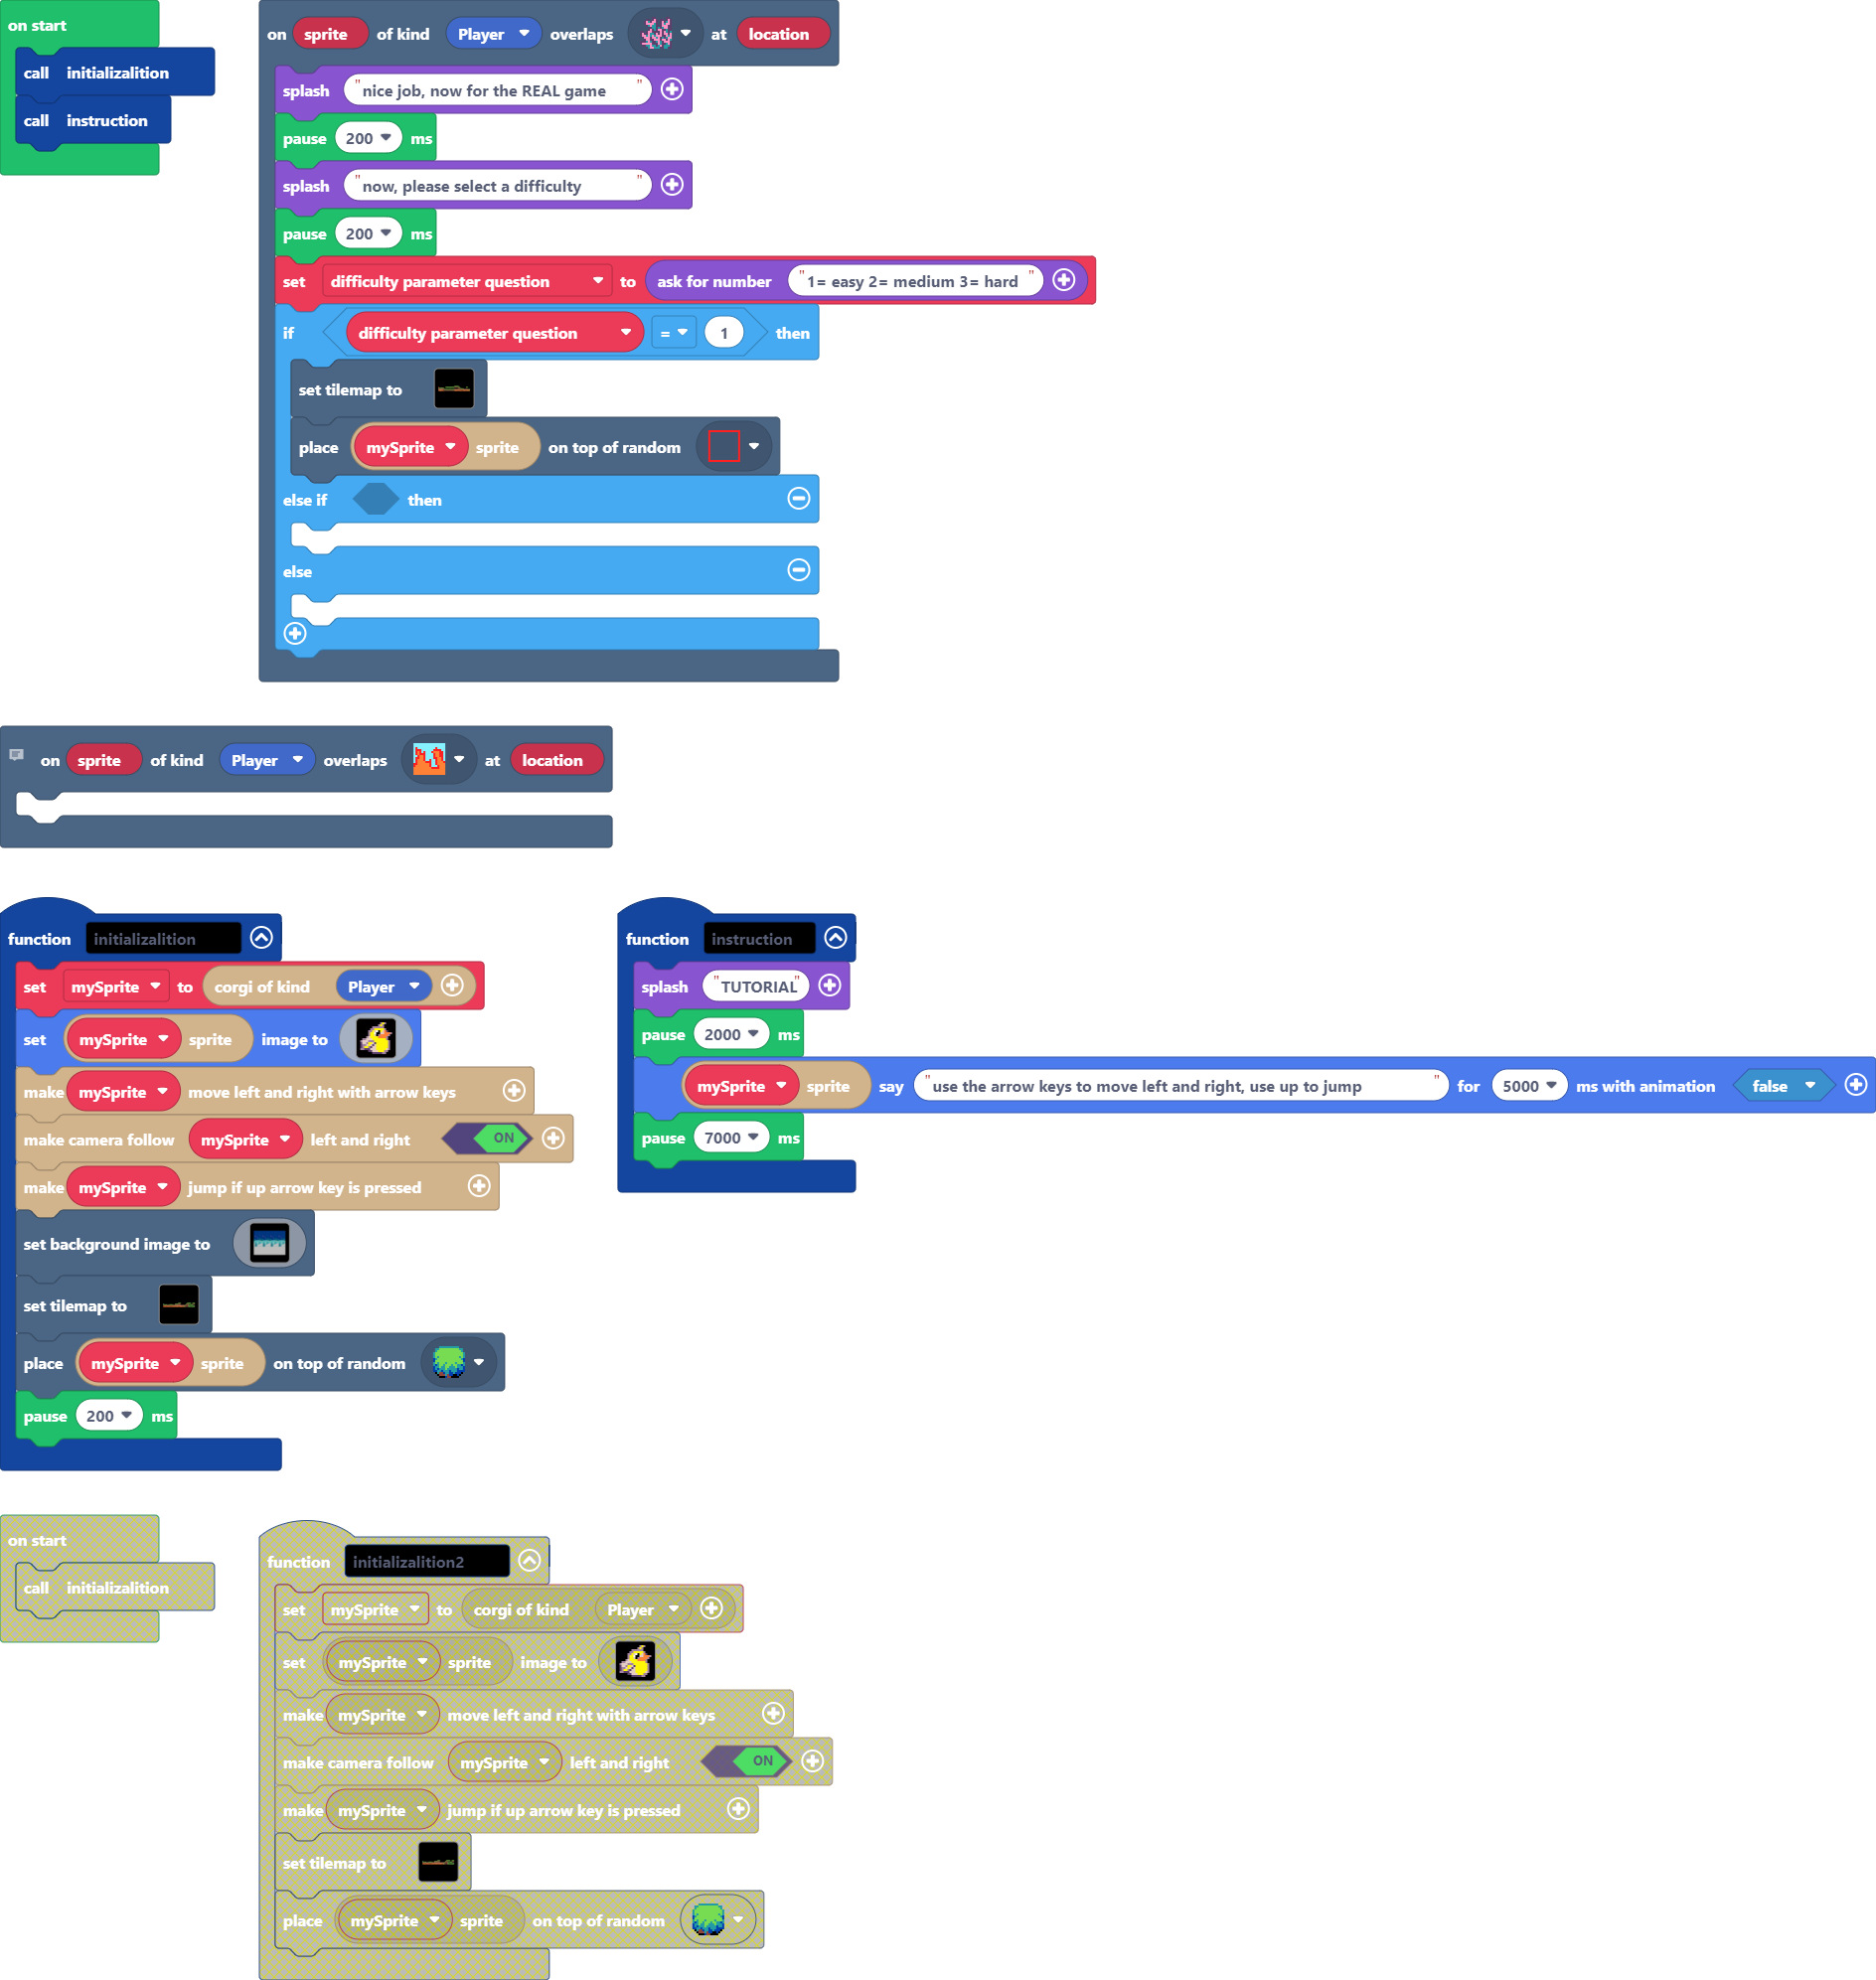 on start
call initializalition
call instruction
on sprite of kind Player overlaps at location
splash "nice job, now for the REAL game"
pause 200 ms
splash "now, please select a difficulty"
pause 200 ms
set difficulty parameter question to ask for number "1= easy 2= medium 3= hard"
if difficulty parameter question = 1 then
set tilemap to
place mySprite sprite on top of random
else if then
else
on sprite of kind Player overlaps at location
function initializalition
set mySprite to corgi of kind Player
set mySprite sprite image to
make mySprite move left and right with arrow keys
make camera follow mySprite left and right ON
make mySprite jump if up arrow key is pressed
set background image to
set tilemap to
place mySprite sprite on top of random
pause 200 ms
function instruction
splash "TUTORIAL"
pause 2000 ms
mySprite sprite say "use the arrow keys to move left and right, use up to jump" for 5000 ms with animation false
pause 7000 ms
on start
call initializalition
function initializalition2
set mySprite to corgi of kind Player
set mySprite sprite image to
make mySprite move left and right with arrow keys
make camera follow mySprite left and right ON
make mySprite jump if up arrow key is pressed
set tilemap to
place mySprite sprite on top of random